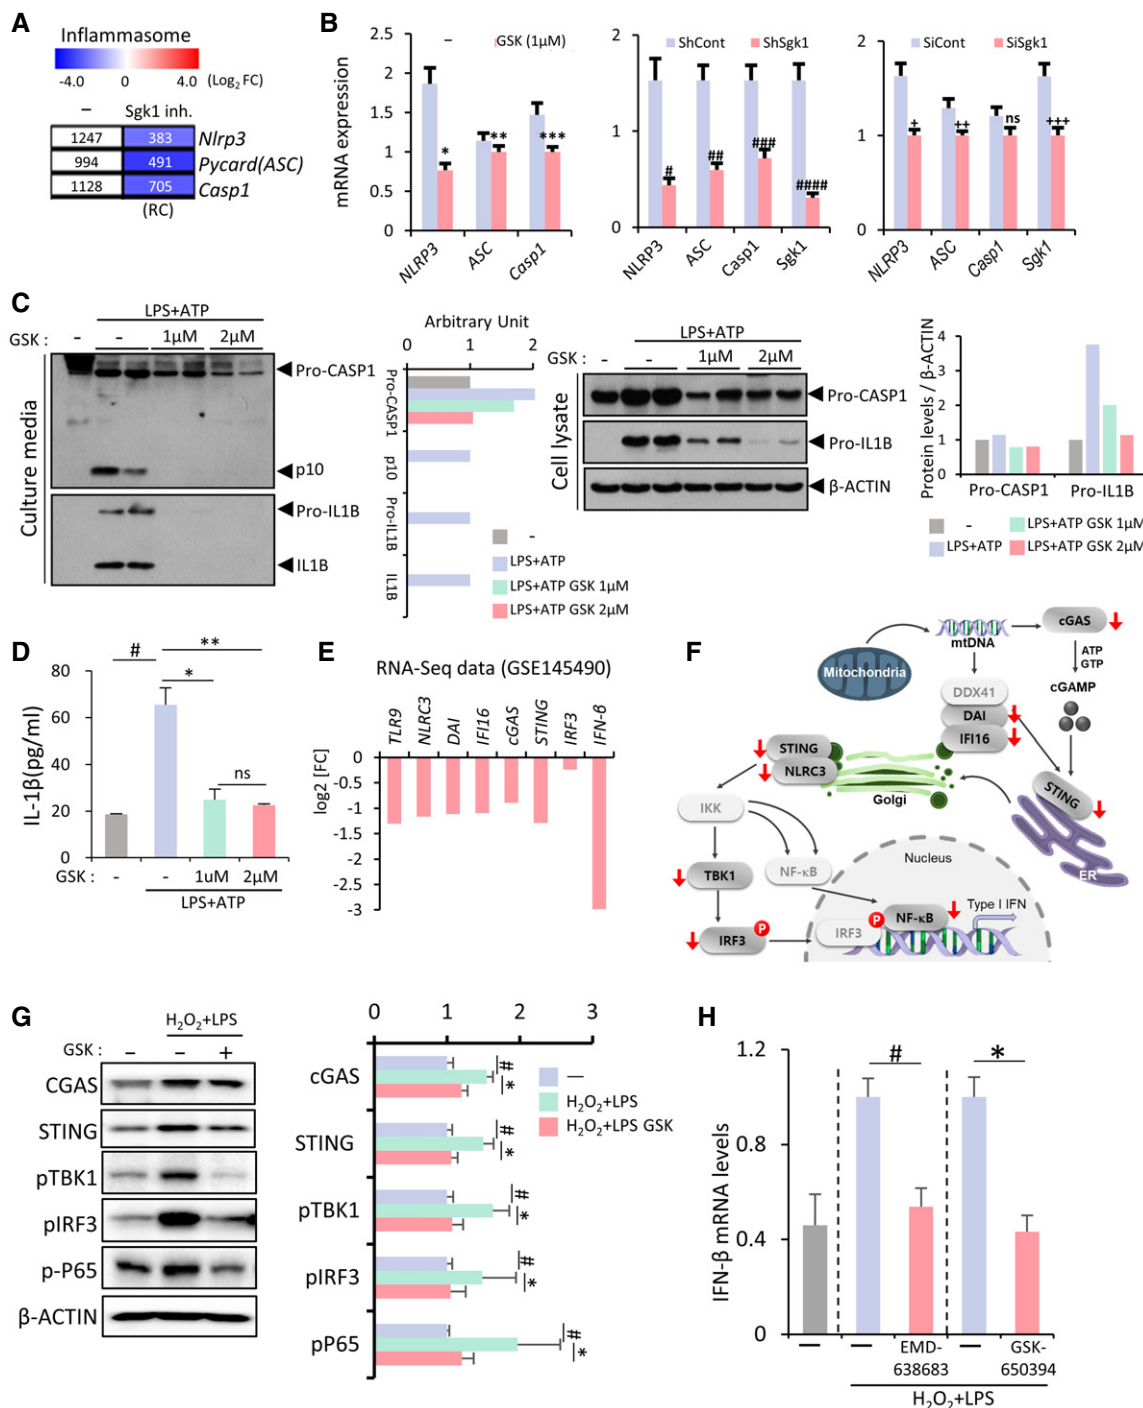 A
Inflammasome
-4.0 0 4.0 (Log2 FC)
– Sgk1 inh.
1247 383 Nlrp3
994 491 Pycard(ASC)
1128 705 Casp1
(RC)
B
mRNA expression
– GSK (1μM)
2.5
2
1.5
1
0.5
0
* ** ***
NLRP3 ASC Casp1
ShCont ShSgk1
2
1
0
# ## ### ####
NLRP3 ASC Casp1 Sgk1
SiCont SiSgk1
2
1
0
+ ++ ns +++
NLRP3 ASC Casp1 Sgk1
C
LPS+ATP
GSK : – – 1μM 2μM
Culture media
Pro-CASP1
p10
Pro-IL1B
IL1B
Arbitrary Unit
0 1 2
Pro-CASP1
p10
Pro-IL1B
IL1B
–
LPS+ATP
LPS+ATP GSK 1μM
LPS+ATP GSK 2μM
LPS+ATP
GSK : – – 1μM 2μM
Cell lysate
Pro-CASP1
Pro-IL1B
β-ACTIN
Protein levels / β-ACTIN
4
3
2
1
0
Pro-CASP1 Pro-IL1B
– LPS+ATP GSK 1μM
LPS+ATP LPS+ATP GSK 2μM
D
IL-1β(pg/ml)
80
60
40
20
0
# **
*
ns
GSK : - - 1uM 2μM
LPS+ATP
E
RNA-Seq data (GSE145490)
TLR9 NLRC3 DAI IFI16 cGAS STING IRF3 IFN-β
log2 [FC]
0
-0.5
-1
-1.5
-2
-2.5
-3
F
mtDNA
cGAS
Mitochondria
ATP
GTP
cGAMP
DDX41
DAI
IFI16
STING
NLRC3
Golgi
STING
ER
IKK
TBK1
NF-κB
IRF3
P
Nucleus
IRF3
P
NF-κB
Type I IFN
G
H2O2+LPS
GSK : – – +
CGAS
STING
pTBK1
pIRF3
p-P65
β-ACTIN
0 1 2 3
cGAS # *
STING # *
pTBK1 # *
pIRF3 # *
pP65 # *
—
H2O2+LPS
H2O2+LPS GSK
H
IFN-β mRNA levels
1.2
0.8
0.4
0
# *
— — EMD-638683 — GSK-650394
H2O2+LPS